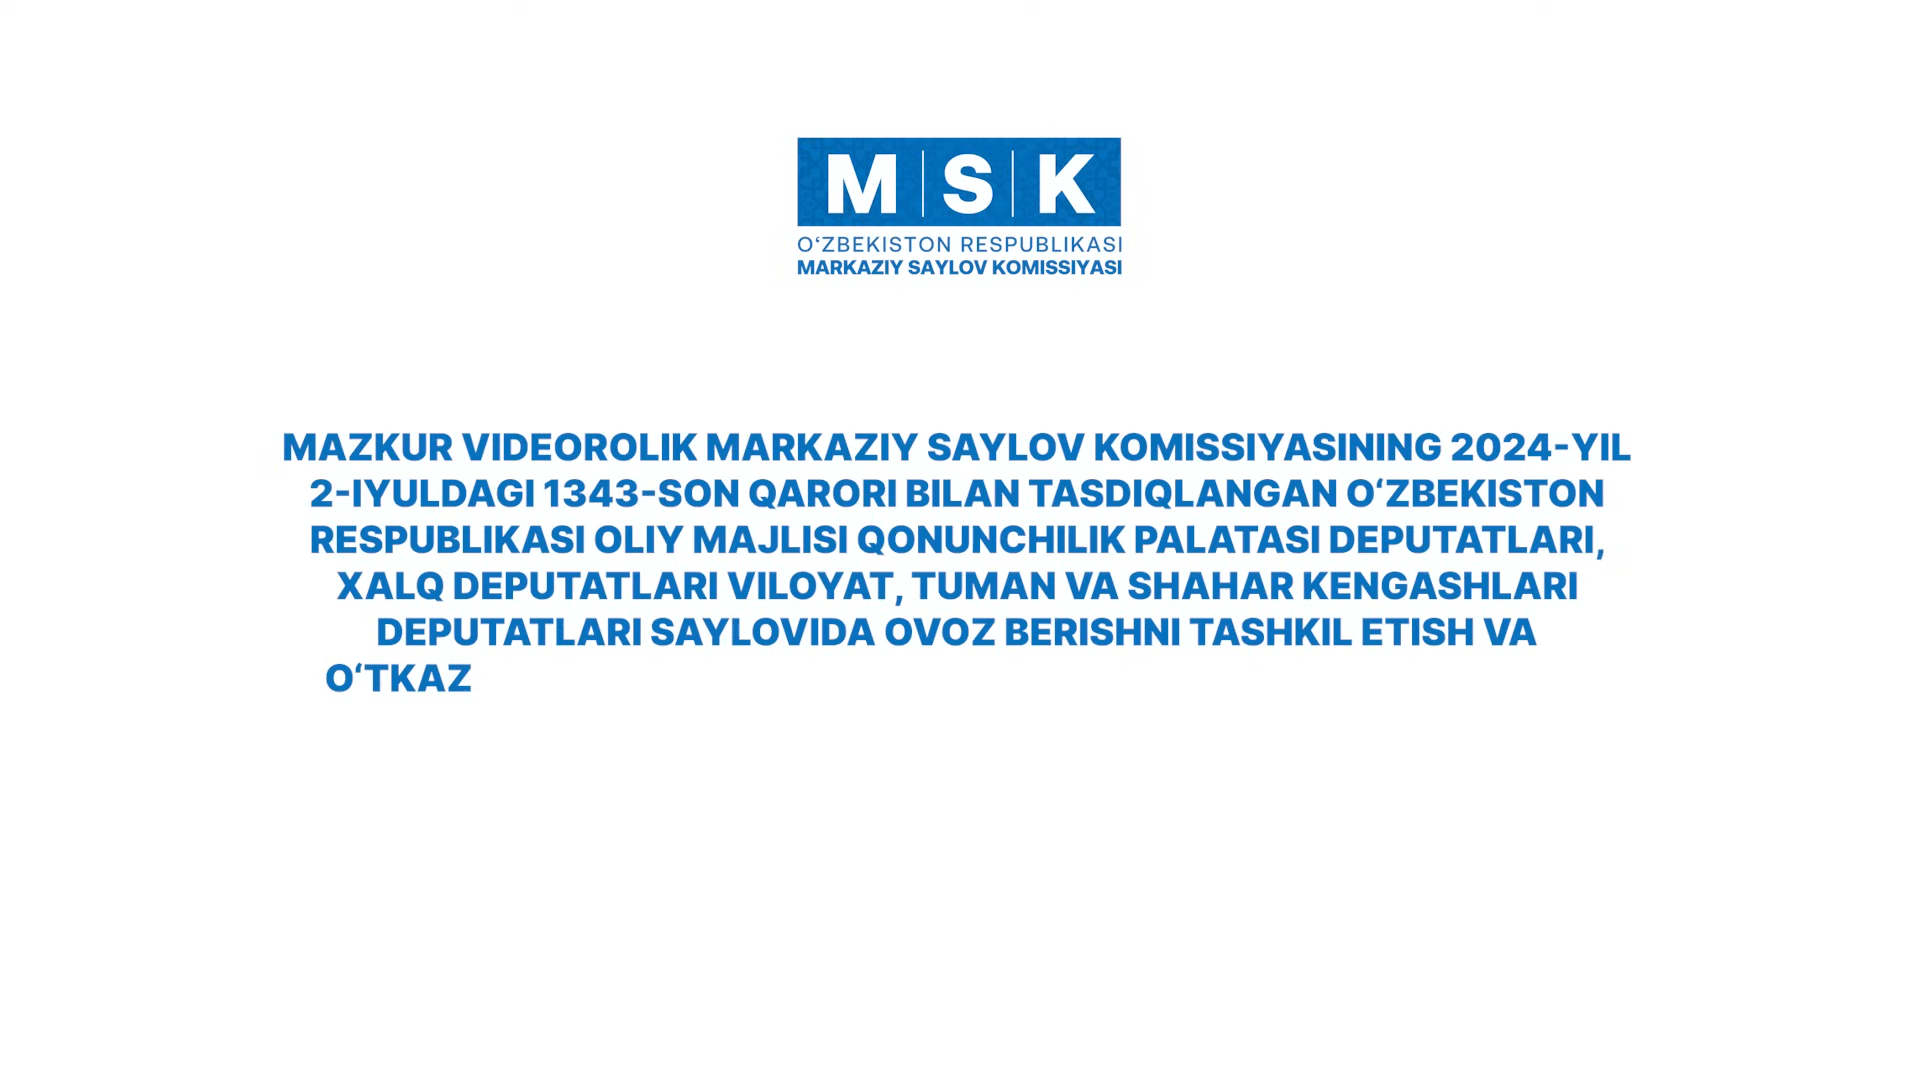 M|S|K
O‘ZBEKISTON RESPUBLIKASI
MARKAZIY SAYLOV KOMISSIYASI
MAZKUR VIDEOROLIK MARKAZIY SAYLOV KOMISSIYASINING 2024-YIL
2-IYULDAGI 1343-SON QARORI BILAN TASDIQLANGAN O‘ZBEKISTON
RESPUBLIKASI OLIY MAJLISI QONUNCHILIK PALATASI DEPUTATLARI,
XALQ DEPUTATLARI VILOYAT, TUMAN VA SHAHAR KENGASHLARI
DEPUTATLARI SAYLOVIDA OVOZ BERISHNI TASHKIL ETISH VA
O‘TKAZ